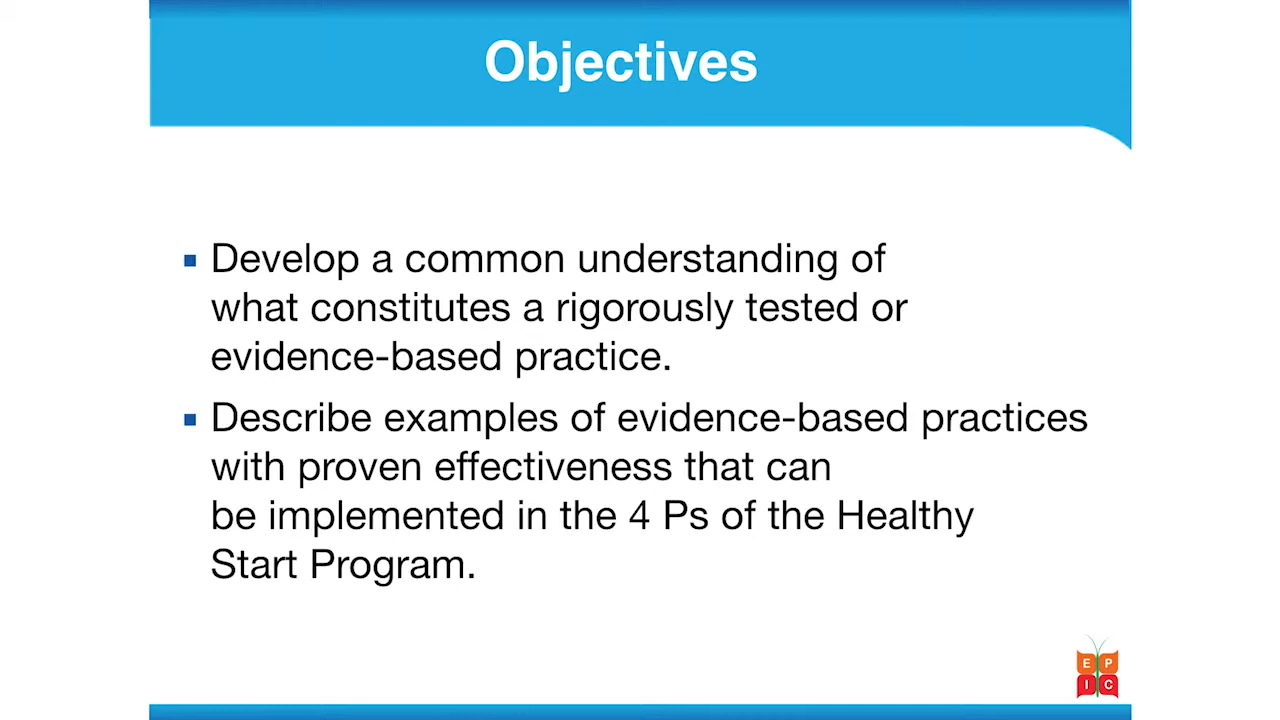 Objectives
Develop a common understanding of
what constitutes a rigorously tested or
evidence-based practice.
Describe examples of evidence-based practices
with proven effectiveness that can
be implemented in the 4 Ps of the Healthy
Start Program.
E P
I C